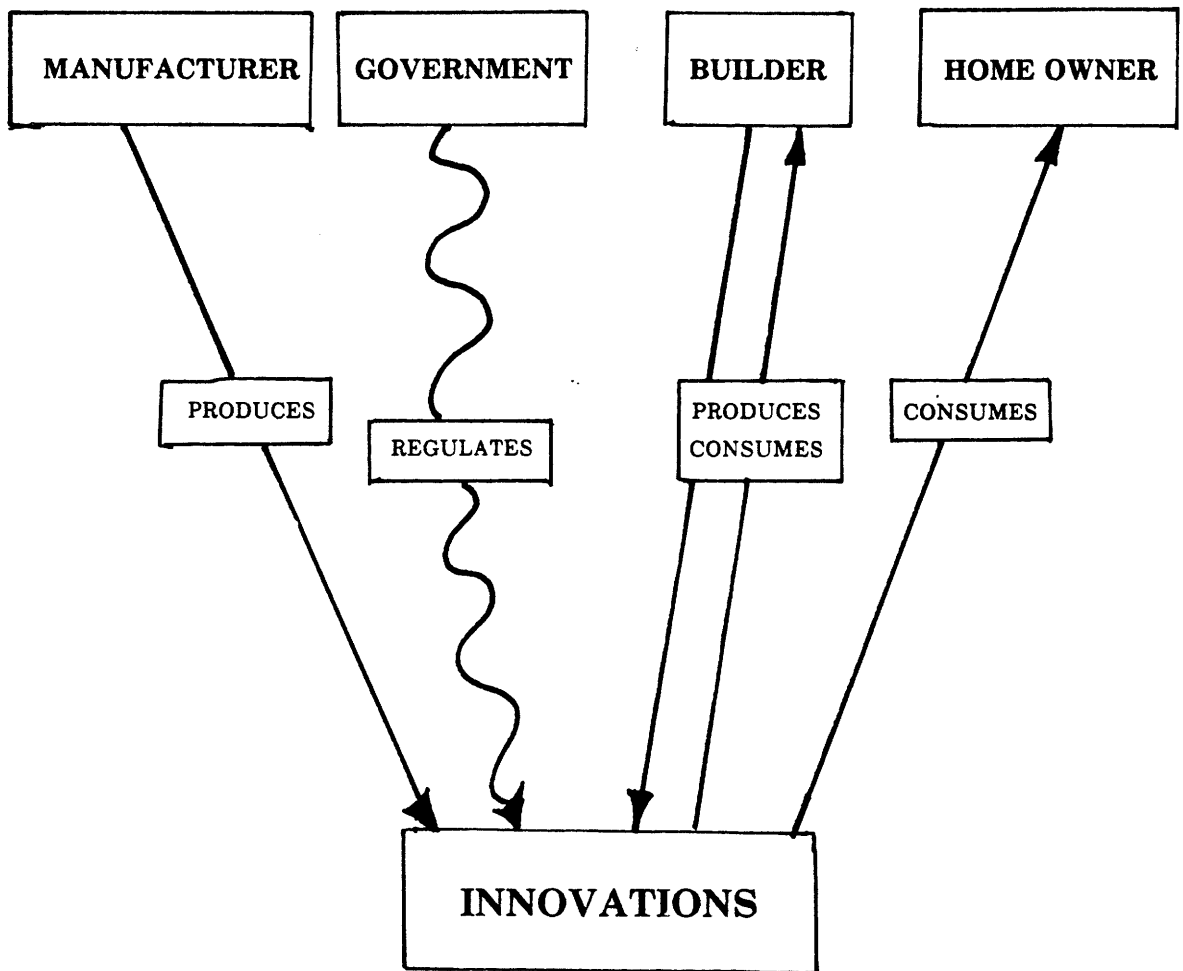 MANUFACTURER
GOVERNMENT
BUILDER
HOME OWNER
PRODUCES
REGULATES
PRODUCES
CONSUMES
CONSUMES
INNOVATIONS